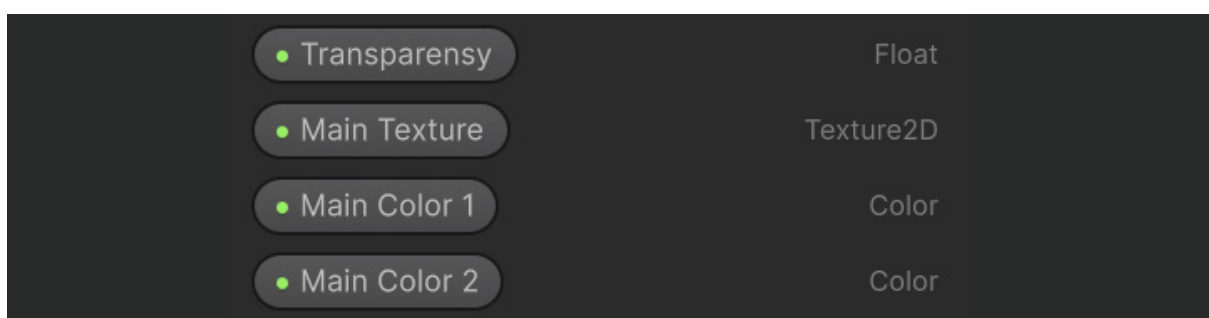 Transparensy Float
Main Texture Texture2D
Main Color 1 Color
Main Color 2 Color